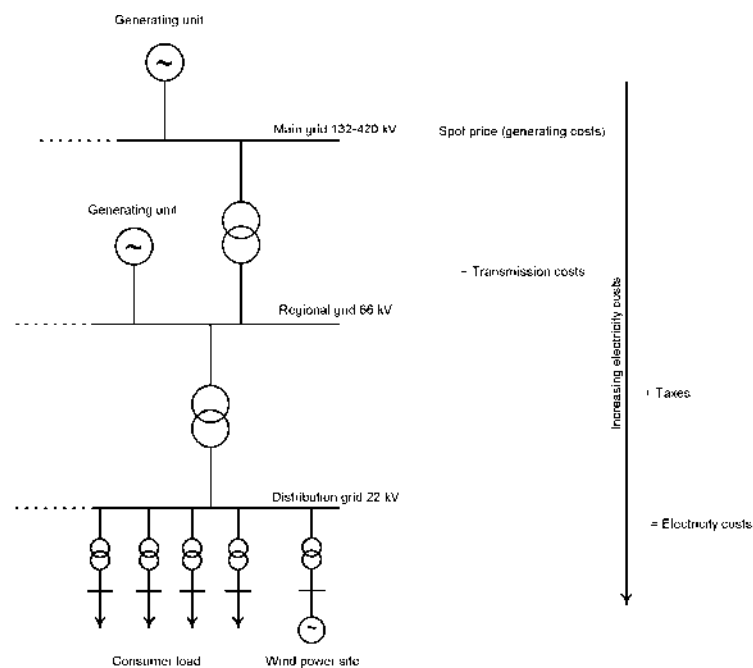 Generating unit
~
Main grid 132-420 kV
Spot price (generating costs)
Generating unit
~
– Transmission costs
Regional grid 66 kV
Increasing electricity costs
+ Taxes
Distribution grid 22 kV
= Electricity costs
~
Consumer load
Wind power site